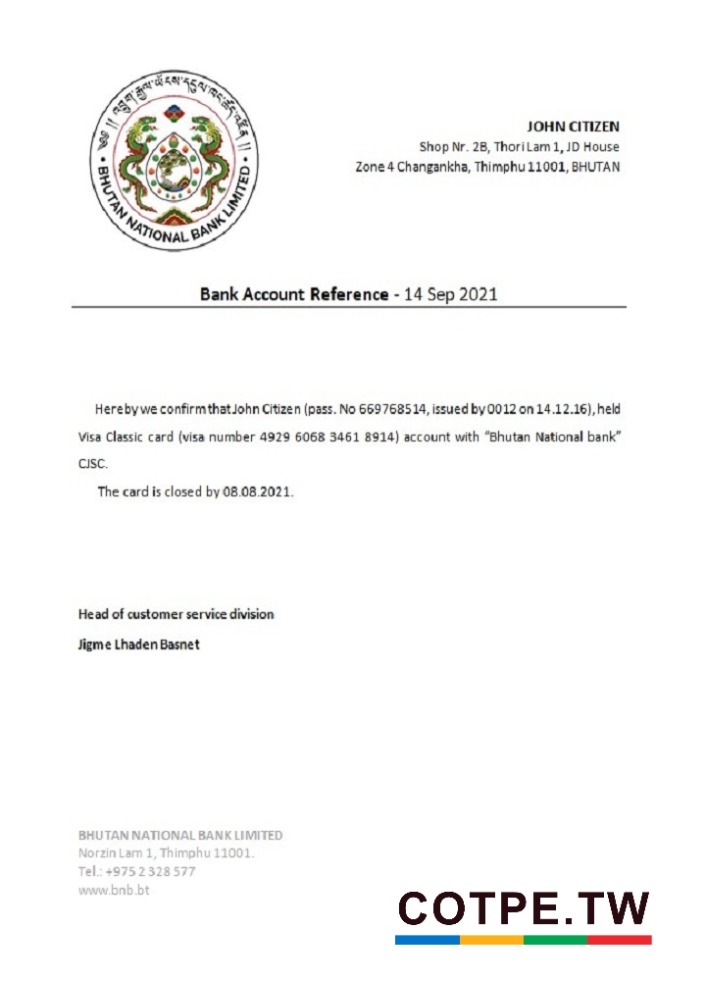 BHUTAN NATIONAL BANK LIMITED
JOHN CITIZEN
Shop Nr. 2B, Thori Lam 1, JD House
Zone 4 Changankha, Thimphu 11001, BHUTAN
Bank Account Reference - 14 Sep 2021
Hereby we confirm that John Citizen (pass. No 669768514, issued by 0012 on 14.12.16), held
Visa Classic card (visa number 4929 6068 3461 8914) account with “Bhutan National bank”
CJSC.
The card is closed by 08.08.2021.
Head of customer service division
Jigme Lhaden Basnet
BHUTAN NATIONAL BANK LIMITED
Norzin Lam 1, Thimphu 11001.
Tel.: +975 2 328 577
www.bnb.bt
COTPE.TW